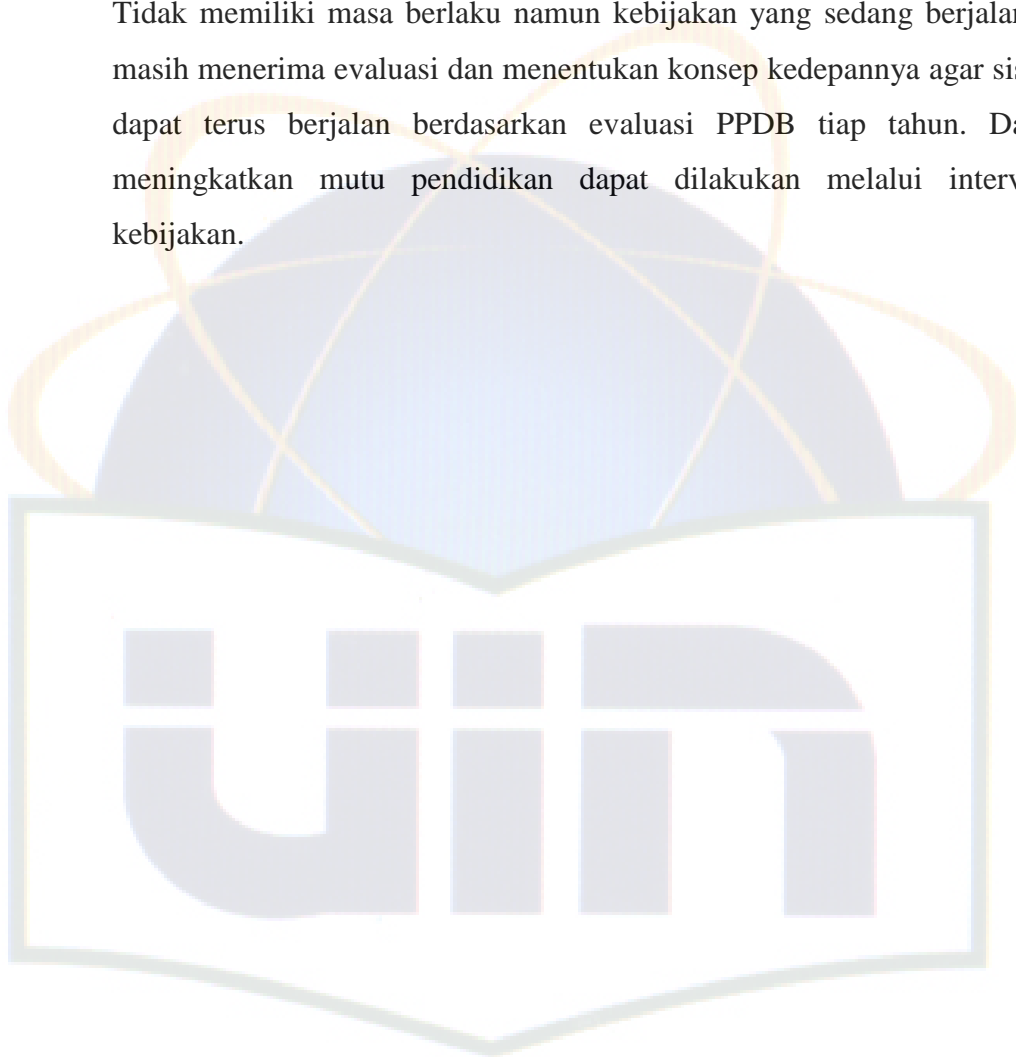 Tidak memiliki masa berlaku namun kebijakan yang sedang berjalan
masih menerima evaluasi dan menentukan konsep kedepannya agar
dapat terus berjalan berdasarkan evaluasi PPDB tiap tahun.
meningkatkan mutu pendidikan dapat dilakukan melalui
kebijakan.
uin